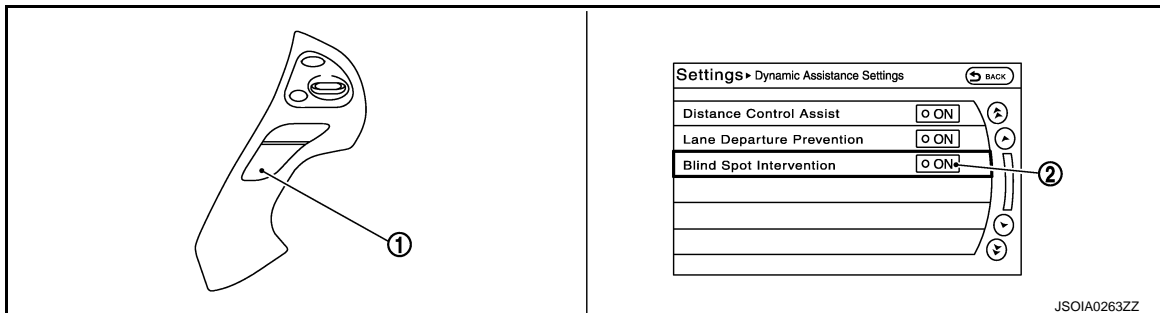 ①
Settings ▸ Dynamic Assistance Settings
BACK
Distance Control Assist ON
Lane Departure Prevention ON
Blind Spot Intervention ON
②
JSOIA0263ZZ